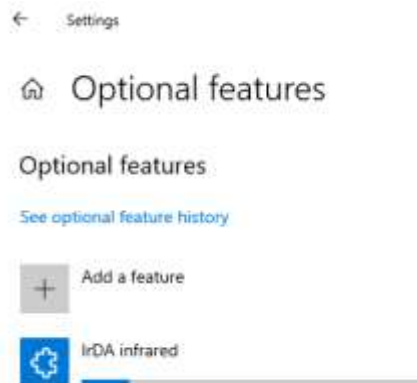 Settings
Optional features
Optional features
See optional feature history
Add a feature
IrDA infrared